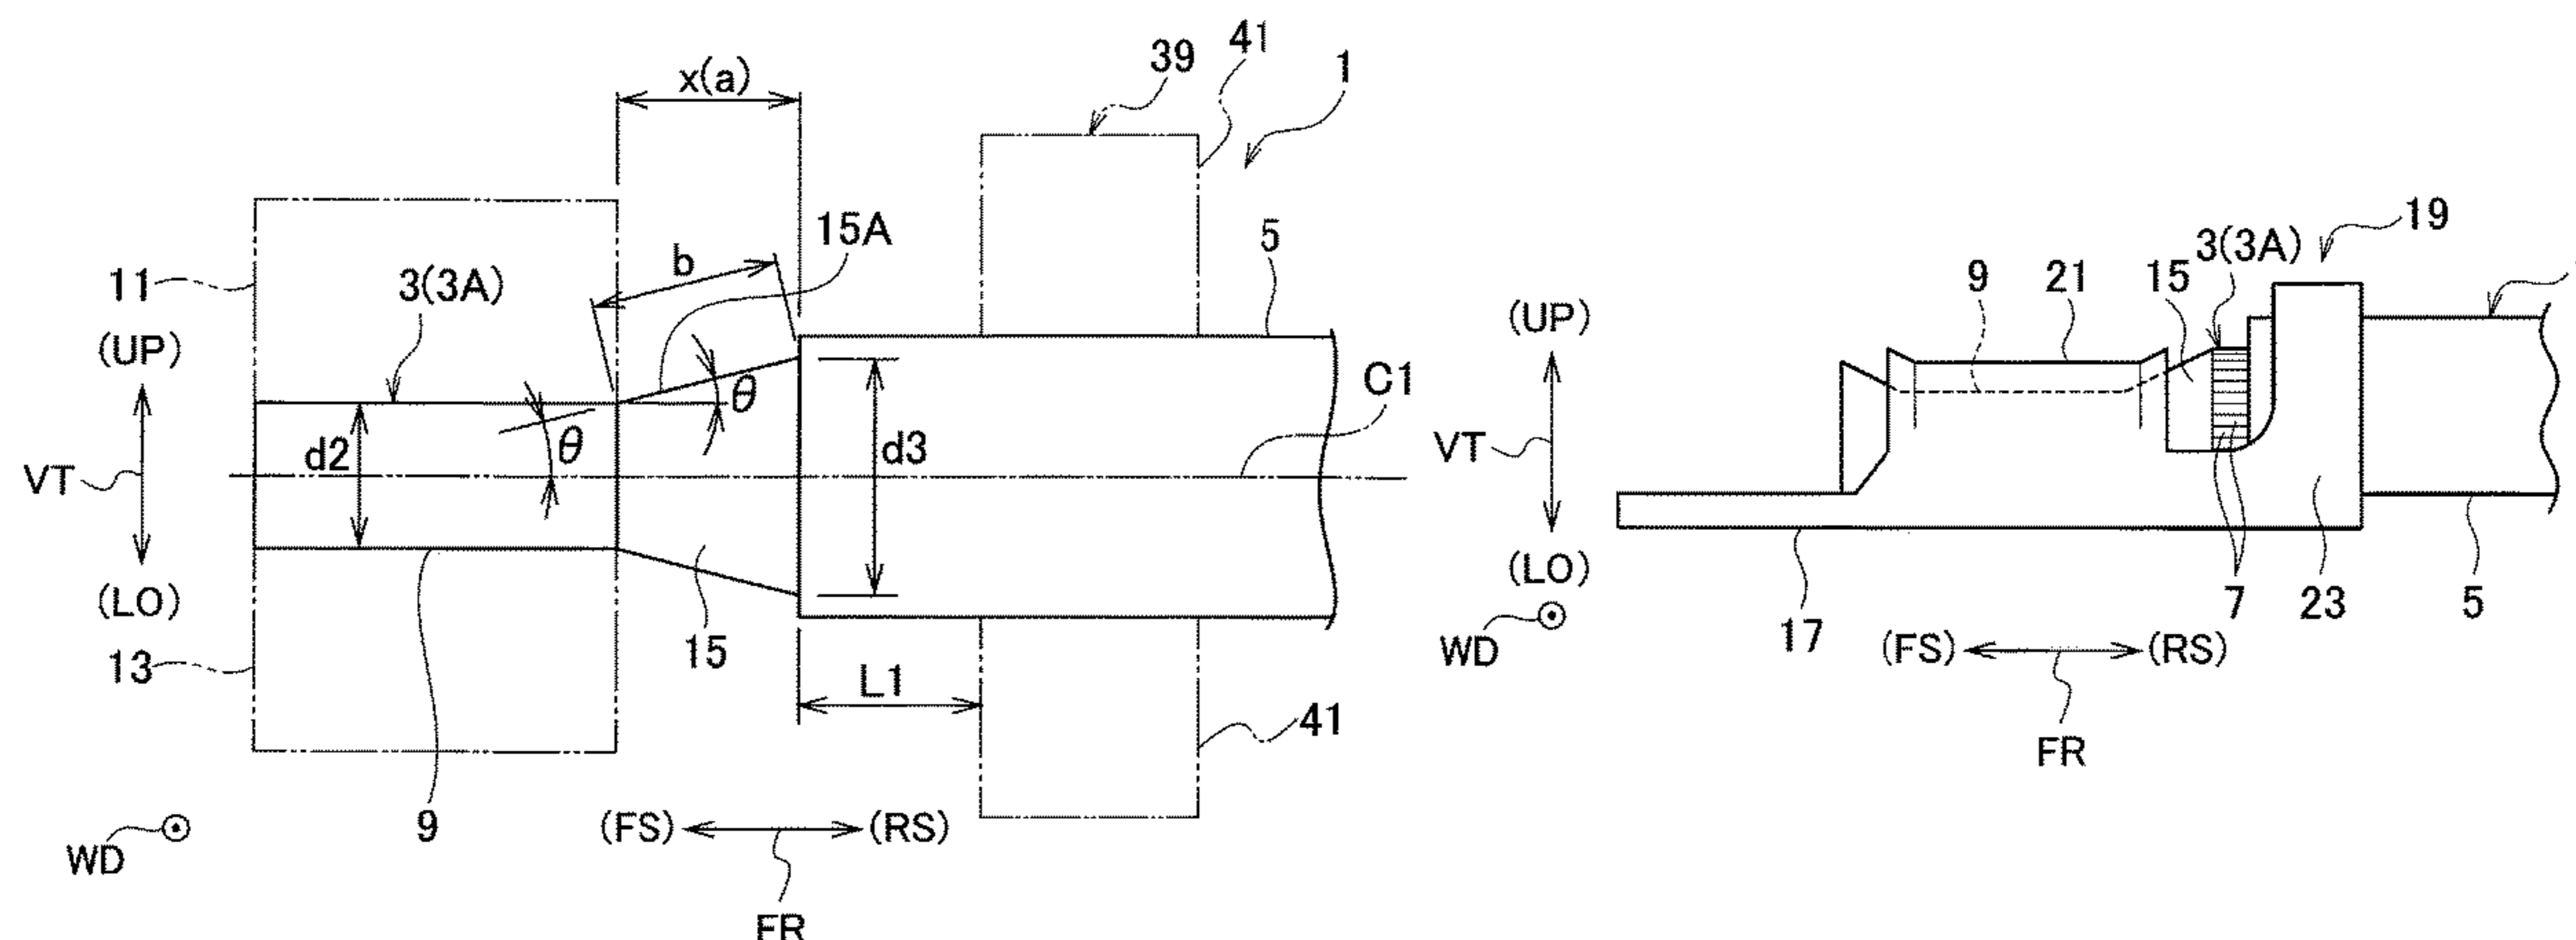 x(a)
39
41
1
11
(UP)
3(3A)
b
15A
5
C1
θ
θ
d2
d3
VT
(LO)
13
15
L1
41
9
WD
(FS)
(RS)
FR
(UP)
VT
(LO)
WD
9
21
15
3(3A)
19
17
7
23
5
(FS)
(RS)
FR